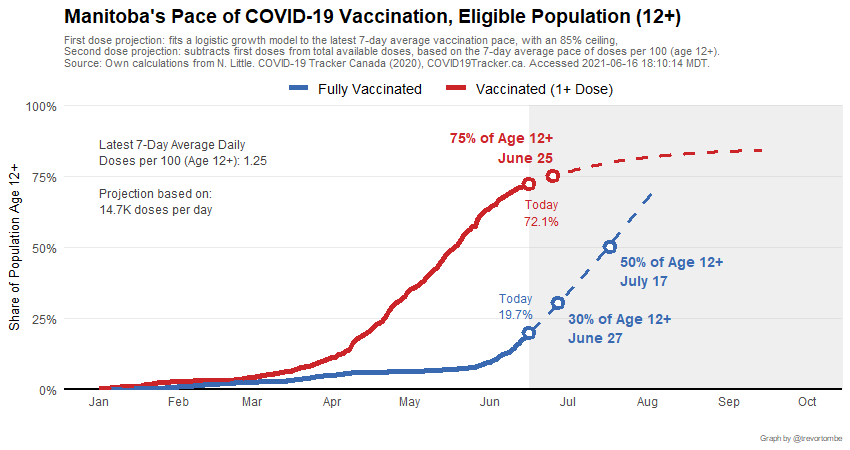 Manitoba's Pace of COVID-19 Vaccination, Eligible Population (12+)
First dose projection: fits a logistic growth model to the latest 7-day average vaccination pace, with an 85% ceiling,
Second dose projection: subtracts first doses from total available doses, based on the 7-day average pace of doses per 100 (age 12+).
Source: Own calculations from N. Little. COVID-19 Tracker Canada (2020), COVID19Tracker.ca. Accessed 2021-06-16 18:10:14 MDT.
Fully Vaccinated
Vaccinated (1+ Dose)
100%
75%
50%
25%
0%
Share of Population Age 12+
Latest 7-Day Average Daily
Doses per 100 (Age 12+): 1.25
Projection based on:
14.7K doses per day
75% of Age 12+
June 25
Today
72.1%
50% of Age 12+
July 17
Today
19.7%
30% of Age 12+
June 27
Jan
Feb
Mar
Apr
May
Jun
Jul
Aug
Sep
Oct
Graph by @trevortombe